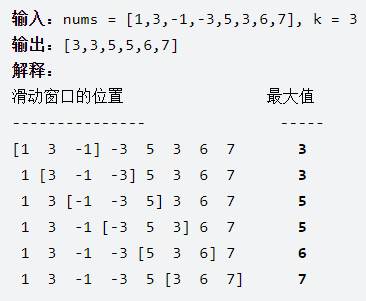 输入：nums = [1,3,-1,-3,5,3,6,7], k = 3
输出：[3,3,5,5,6,7]
解释：
滑动窗口的位置 最大值
--------------- -----
[1 3 -1] -3 5 3 6 7 3
1 [3 -1 -3] 5 3 6 7 3
1 3 [-1 -3 5] 3 6 7 5
1 3 -1 [-3 5 3] 6 7 5
1 3 -1 -3 [5 3 6] 7 6
1 3 -1 -3 5 [3 6 7] 7